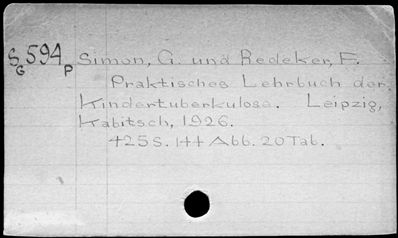 S 594 Simon, G. und Redeker, F.
G P
Praktisches Lehrbuch der
Kindertuberkulose. Leipzig,
Kabitsch, 1926.
425 S. 144 Abb. 20 Tab.